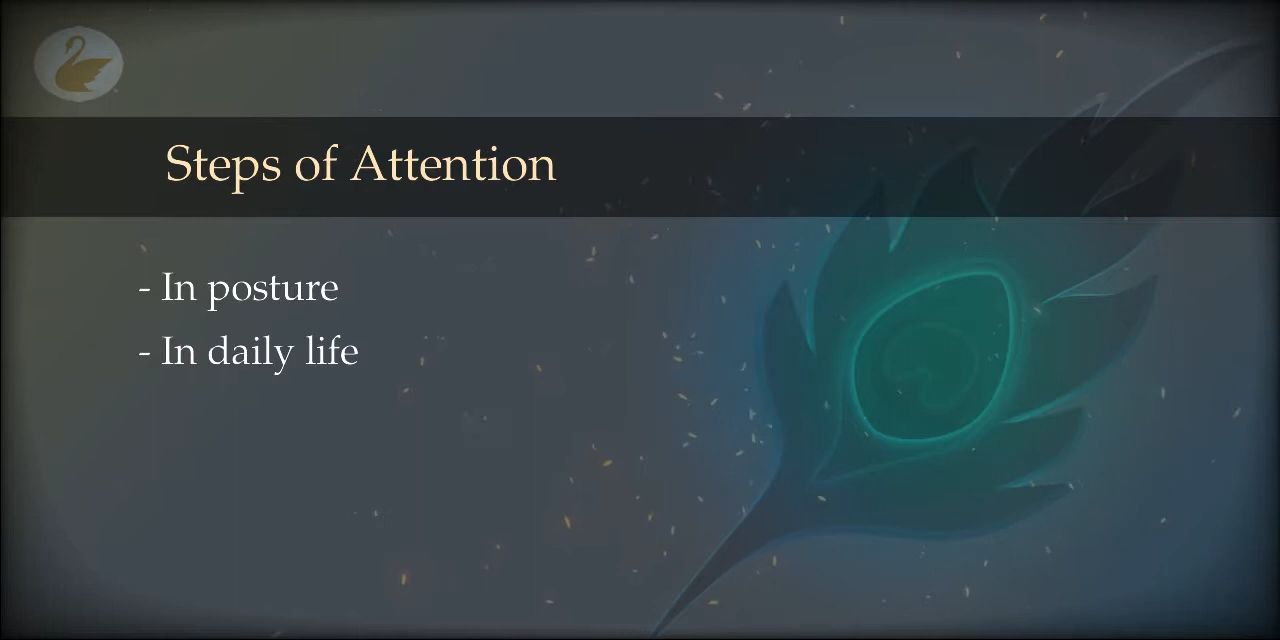 Steps of Attention
- In posture
- In daily life